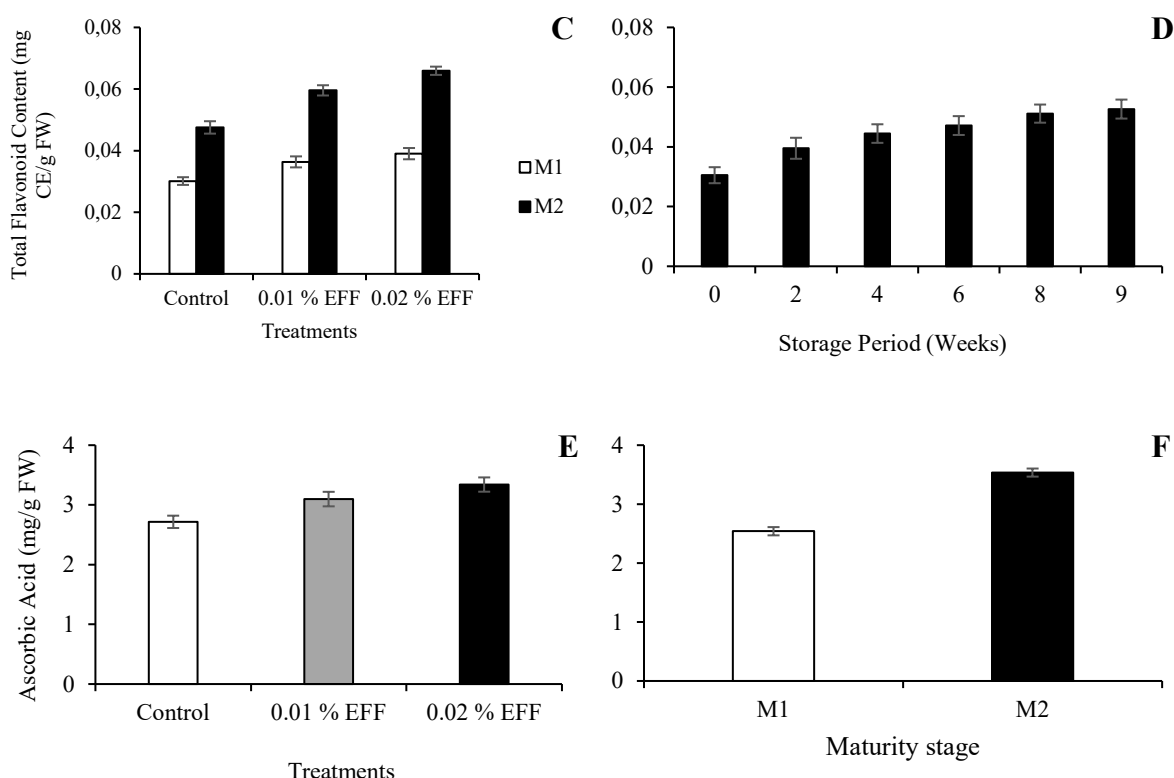 C
Total Flavonoid Content (mg
CE/g FW)
0,08
0,06
0,04
0,02
0
Control
0.01 % EFF
0.02 % EFF
Treatments
M1
M2
D
0,08
0,06
0,04
0,02
0
0
2
4
6
8
9
Storage Period (Weeks)
E
Ascorbic Acid (mg/g FW)
4
3
2
1
0
Control
0.01 % EFF
0.02 % EFF
Treatments
F
4
3
2
1
0
M1
M2
Maturity stage